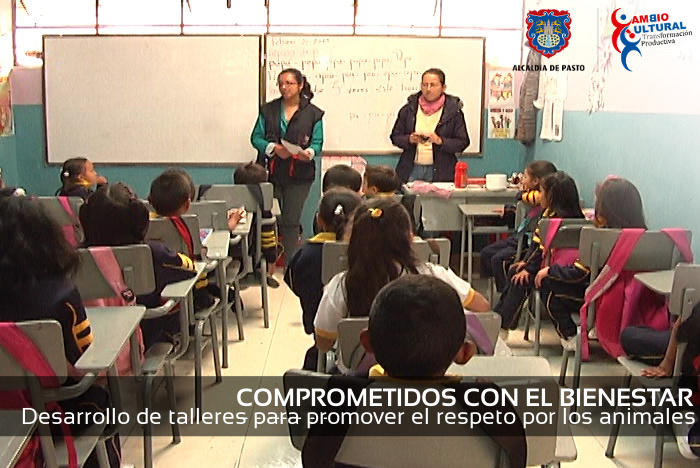 ALCALDÍA DE PASTO
CAMBIO
CULTURAL
Transformación
Productiva
COMPROMETIDOS CON EL BIENESTAR
Desarrollo de talleres para promover el respeto por los animales